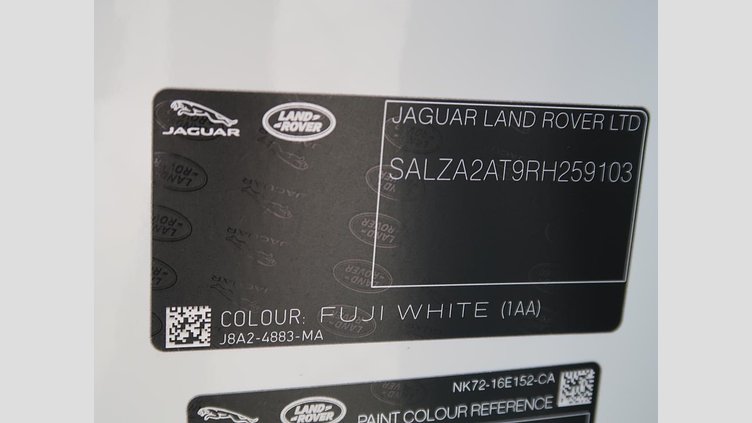 JAGUAR
LAND ROVER
JAGUAR LAND ROVER LTD
SALZA2AT9RH259103
COLOUR: FUJI WHITE (1AA)
J8A2-4883-MA
NK72-16E152-CA
LAND ROVER
PAINT COLOUR REFERENCE